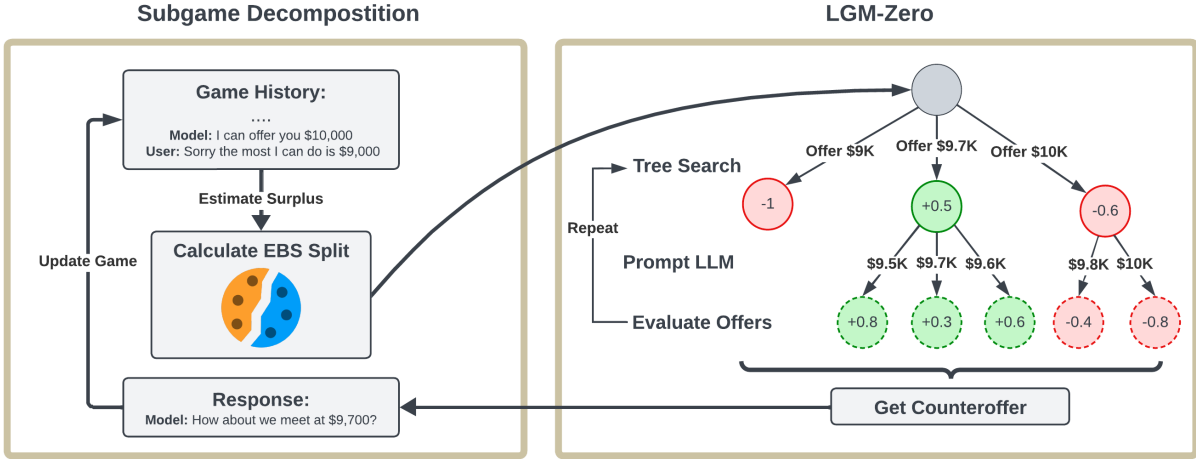 Subgame Decompostition
LGM-Zero
Game History:
....
Model: I can offer you $10,000
User: Sorry the most I can do is $9,000
Estimate Surplus
Calculate EBS Split
Update Game
Response:
Model: How about we meet at $9,700?
Tree Search
Repeat
Prompt LLM
Evaluate Offers
Offer $9K
Offer $9.7K
Offer $10K
-1
+0.5
-0.6
$9.5K
$9.7K
$9.6K
$9.8K
$10K
+0.8
+0.3
+0.6
-0.4
-0.8
Get Counteroffer